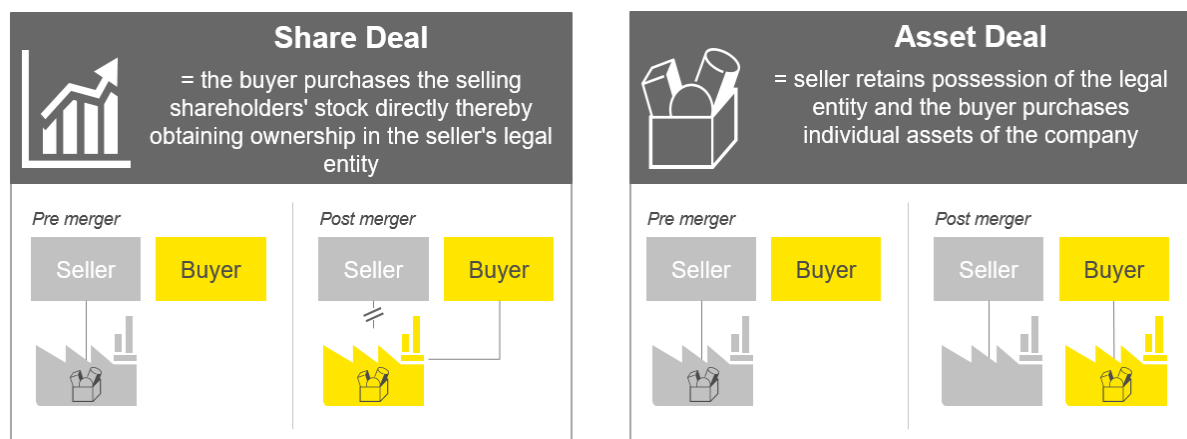 Share Deal
= the buyer purchases the selling
shareholders' stock directly thereby
obtaining ownership in the seller's legal
entity
Pre merger
Seller
Buyer
Post merger
Seller
Buyer
Asset Deal
= seller retains possession of the legal
entity and the buyer purchases
individual assets of the company
Pre merger
Seller
Buyer
Post merger
Seller
Buyer